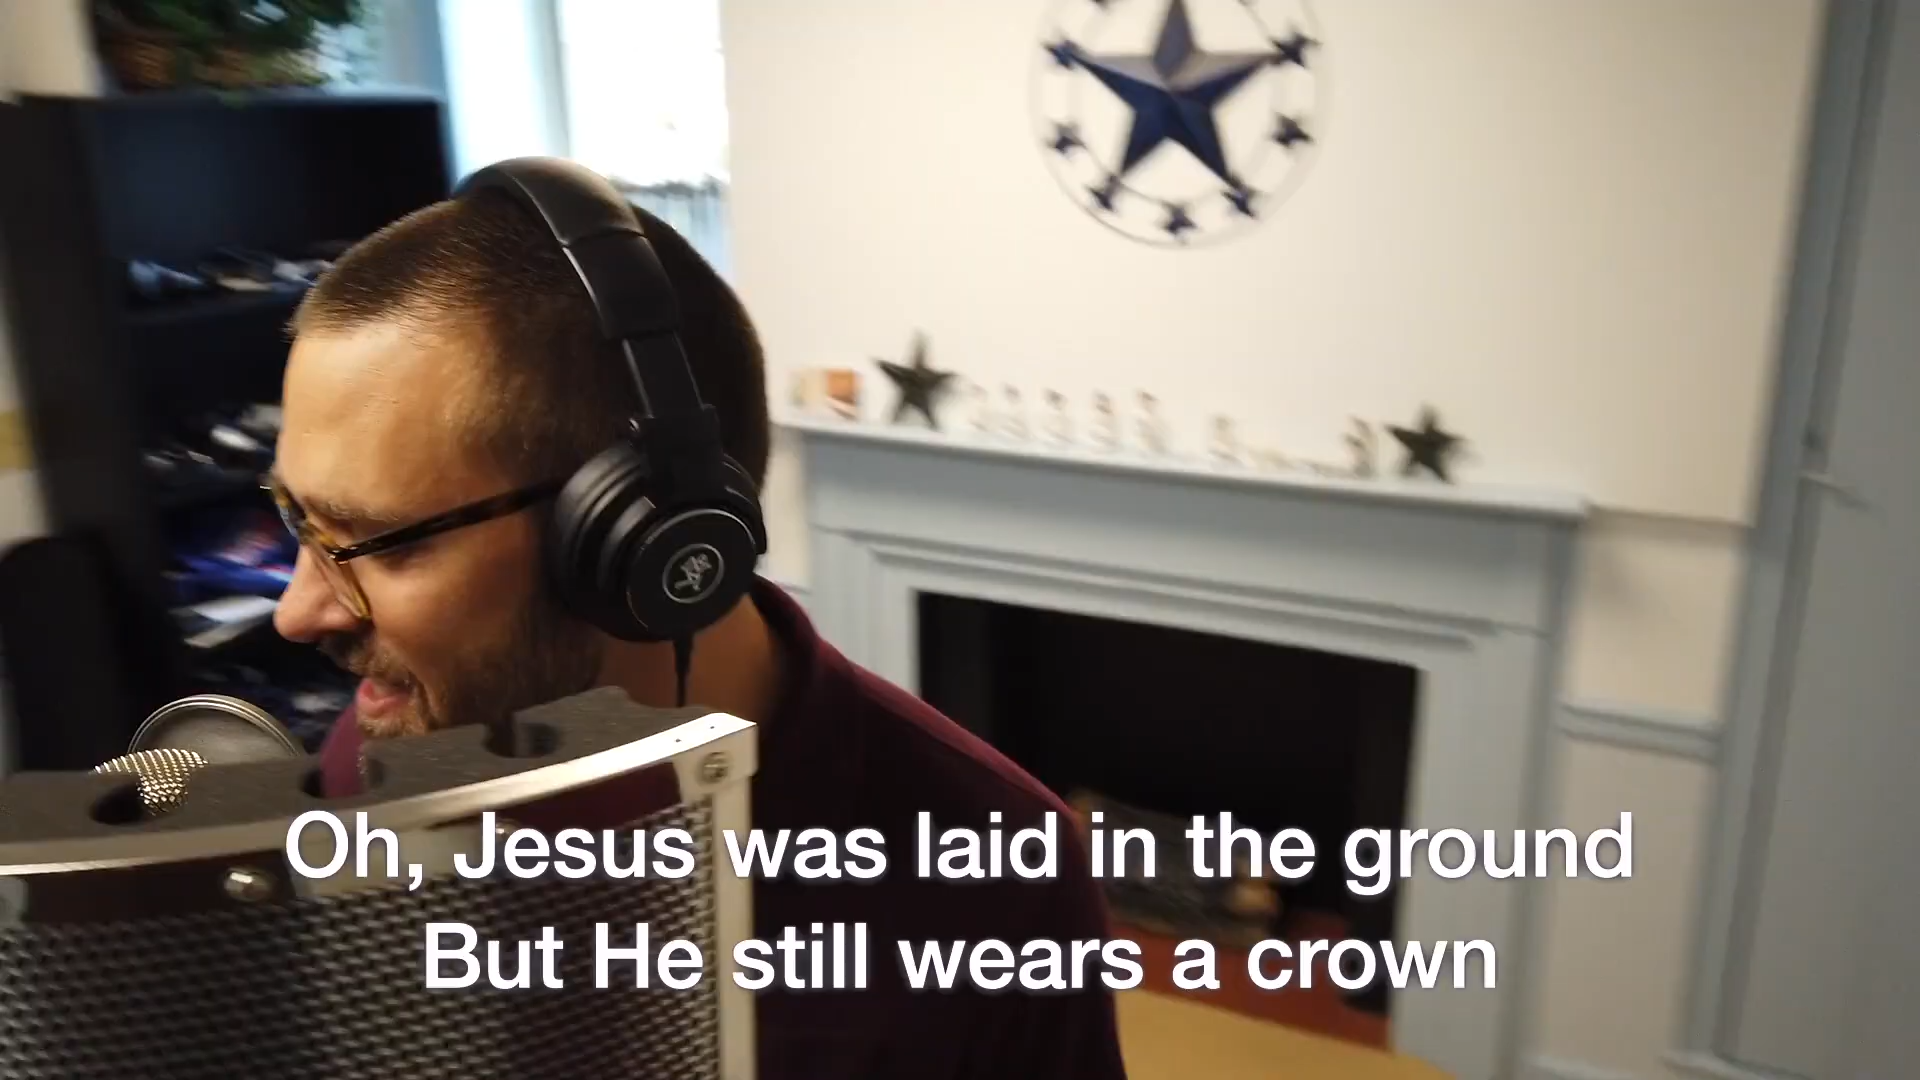 Oh, Jesus was laid in the ground
But He still wears a crown